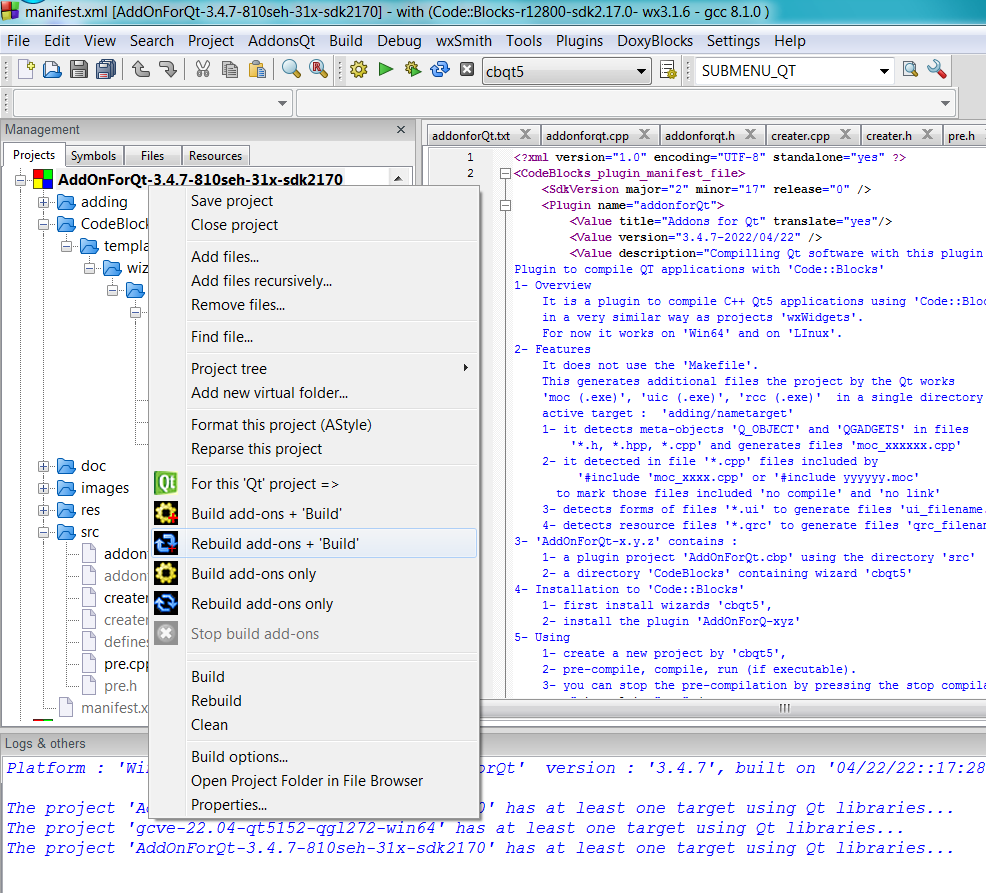 manifest.xml [AddOnForQt-3.4.7-810seh-31x-sdk2170] - with (Code::Blocks-r12800-sdk2.17.0- wx3.1.6 - gcc 8.1.0 )
File Edit View Search Project AddonsQt Build Debug wxSmith Tools Plugins DoxyBlocks Settings Help
cbqt5 SUBMENU_QT
Management
Projects Symbols Files Resources
AddOnForQt-3.4.7-810seh-31x-sdk2170
adding
CodeBlock
templa
wiz
doc
images
res
src
addon
addon
creater
creater
defines
pre.cpp
pre.h
manifest.x
Save project
Close project
Add files...
Add files recursively...
Remove files...
Find file...
Project tree
Add new virtual folder...
Format this project (AStyle)
Reparse this project
Qt For this 'Qt' project =>
Build add-ons + 'Build'
Rebuild add-ons + 'Build'
Build add-ons only
Rebuild add-ons only
Stop build add-ons
Build
Rebuild
Clean
Build options...
Open Project Folder in File Browser
Properties...
addonforQt.txt addonforqt.cpp addonforqt.h creater.cpp creater.h pre.h
1 <?xml version="1.0" encoding="UTF-8" standalone="yes" ?>
2 <CodeBlocks_plugin_manifest_file>
<SdkVersion major="2" minor="17" release="0" />
<Plugin name="addonforQt">
<Value title="Addons for Qt" translate="yes"/>
<Value version="3.4.7-2022/04/22" />
<Value description="Compilling Qt software with this plugin
Plugin to compile QT applications with 'Code::Blocks'
1- Overview
It is a plugin to compile C++ Qt5 applications using 'Code::Bloc
in a very similar way as projects 'wxWidgets'.
For now it works on 'Win64' and on 'LInux'.
2- Features
It does not use the 'Makefile'.
This generates additional files the project by the Qt works
'moc (.exe)', 'uic (.exe)', 'rcc (.exe)' in a single directory
active target : 'adding/nametarget'
1- it detects meta-objects 'Q_OBJECT' and 'QGADGETS' in files
'*.h, *.hpp, *.cpp' and generates files 'moc_xxxxxx.cpp'
2- it detected in file '*.cpp' files included by
'#include 'moc_xxxx.cpp' or '#include yyyyyy.moc'
to mark those files included 'no compile' and 'no link'
3- detects forms of files '*.ui' to generate files 'ui_filename.
4- detects resource files '*.qrc' to generate files 'qrc_filenam
3- 'AddOnForQt-x.y.z' contains :
1- a plugin project 'AddOnForQt.cbp' using the directory 'src'
2- a directory 'CodeBlocks' containing wizard 'cbqt5'
4- Installation to 'Code::Blocks'
1- first install wizards 'cbqt5',
2- install the plugin 'AddOnForQ-xyz'
5- Using
1- create a new project by 'cbqt5',
2- pre-compile, compile, run (if executable).
3- you can stop the pre-compilation by pressing the stop compila
Logs & others
Platform : 'Wi rQt' version : '3.4.7', built on '04/22/22::17:28
The project 'A 0' has at least one target using Qt libraries...
The project 'gcve-22.04-qt5152-qgl272-win64' has at least one target using Qt libraries...
The project 'AddOnForQt-3.4.7-810seh-31x-sdk2170' has at least one target using Qt libraries...